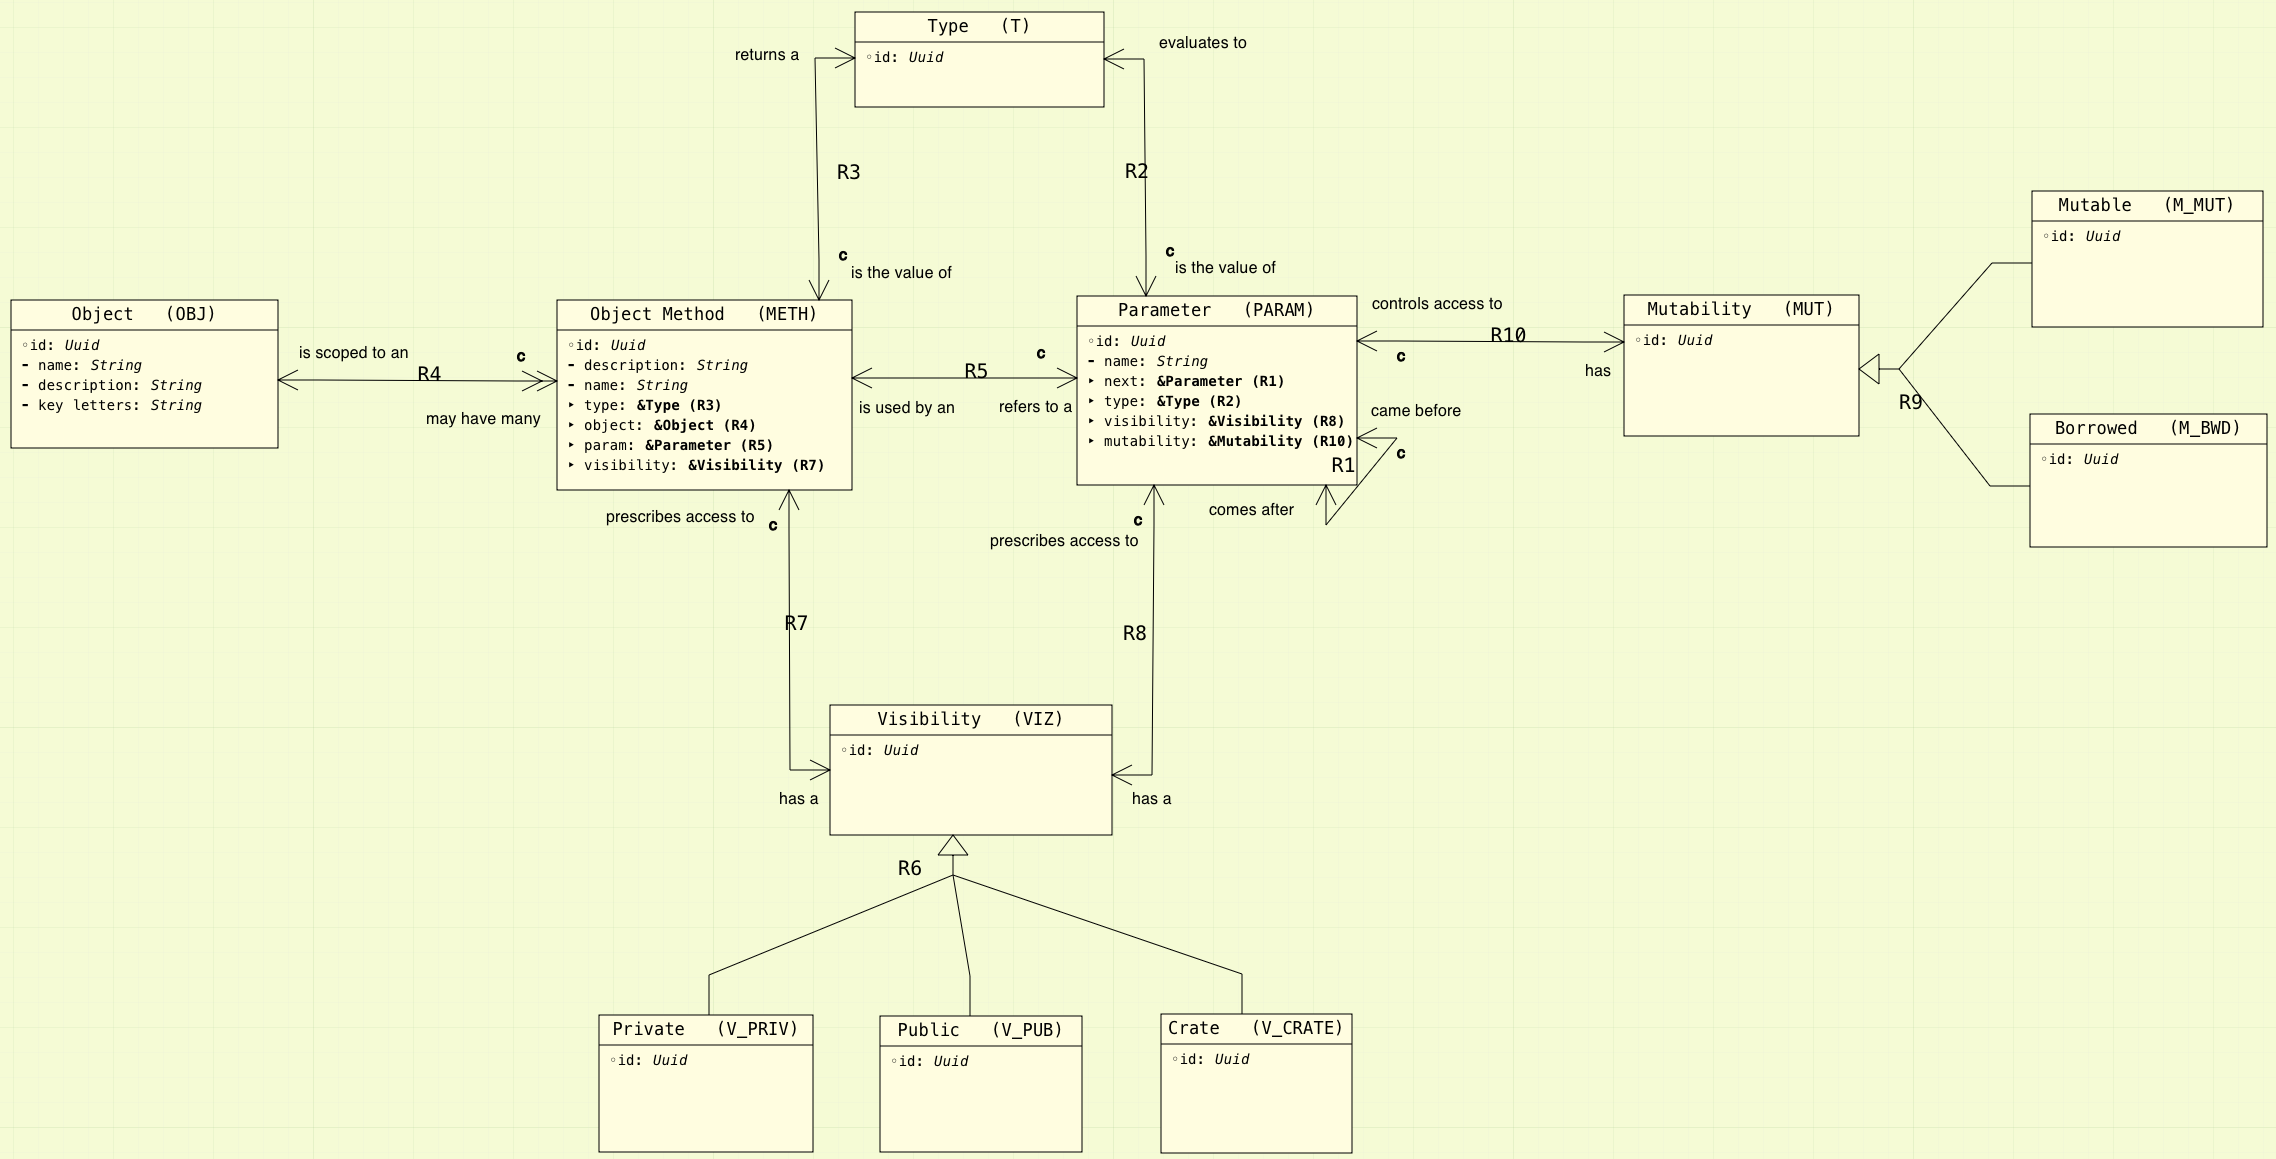 Type (T)
◦id: Uuid
returns a
evaluates to
R3
R2
c
is the value of
c
is the value of
Mutable (M_MUT)
◦id: Uuid
Object (OBJ)
◦id: Uuid
- name: String
- description: String
- key letters: String
is scoped to an
R4
c
may have many
Object Method (METH)
◦id: Uuid
- description: String
- name: String
‣ type: &Type (R3)
‣ object: &Object (R4)
‣ param: &Parameter (R5)
‣ visibility: &Visibility (R7)
c
R5
is used by an
refers to a
Parameter (PARAM)
◦id: Uuid
- name: String
‣ next: &Parameter (R1)
‣ type: &Type (R2)
‣ visibility: &Visibility (R8)
‣ mutability: &Mutability (R10)
controls access to
R10
c
has
came before
c
R1
comes after
Mutability (MUT)
◦id: Uuid
R9
Borrowed (M_BWD)
◦id: Uuid
prescribes access to
c
c
prescribes access to
R7
R8
Visibility (VIZ)
◦id: Uuid
has a
has a
R6
Private (V_PRIV)
◦id: Uuid
Public (V_PUB)
◦id: Uuid
Crate (V_CRATE)
◦id: Uuid